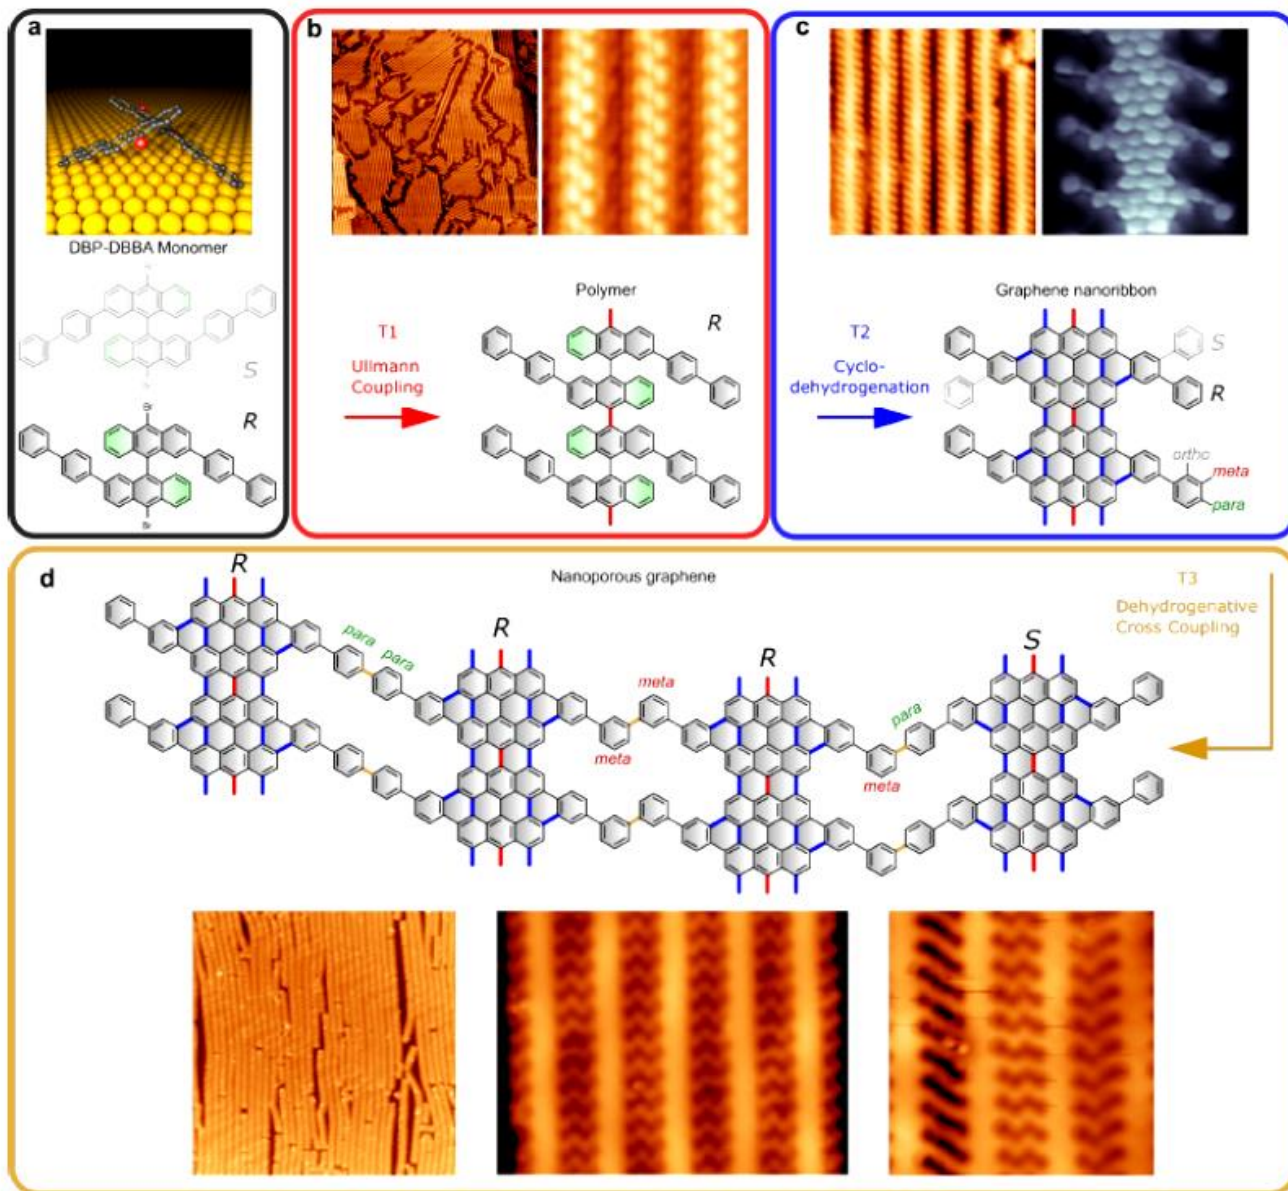 a
DBP-DBBA Monomer
S
R
Br
Br
b
Polymer
R
T1
Ullmann
Coupling
c
Graphene nanoribbon
T2
Cyclo-
dehydrogenation
S
R
ortho
meta
para
d
Nanoporous graphene
T3
Dehydrogenative
Cross Coupling
R
R
R
S
para
para
meta
meta
para
meta